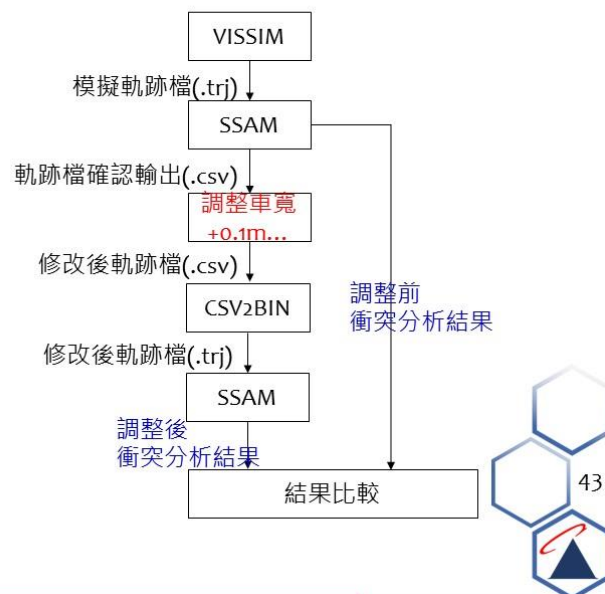 VISSIM
模擬軌跡檔(.trj)
SSAM
軌跡檔確認輸出(.csv)
調整車寬
+0.1m...
修改後軌跡檔(.csv)
CSV2BIN
調整前
衝突分析結果
修改後軌跡檔(.trj)
SSAM
調整後
衝突分析結果
結果比較
43